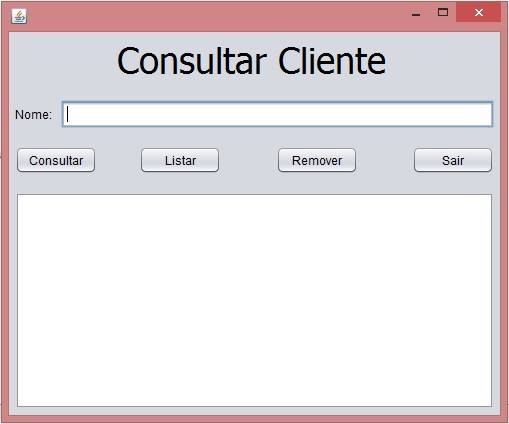 Consultar Cliente
Nome:
Consultar Listar Remover Sair